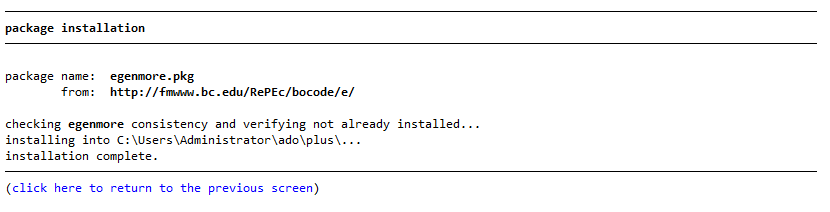 package installation
package name:  egenmore.pkg
from:  http://fmwww.bc.edu/RePEc/bocode/e/
checking egenmore consistency and verifying not already installed...
installing into C:\Users\Administrator\ado\plus\...
installation complete.
(click here to return to the previous screen)